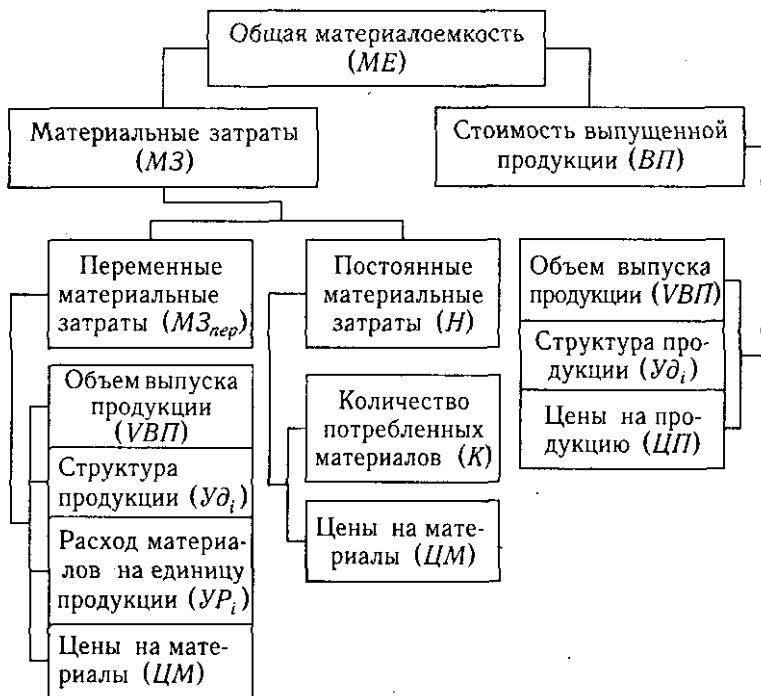 Общая материалоемкость
(МЕ)
Материальные затраты
(МЗ)
Стоимость выпущенной
продукции (ВП)
Переменные
материальные
затраты (МЗпер)
Постоянные
материальные
затраты (Н)
Объем выпуска
продукции (VВП)
Структура про-
дукции (Удi)
Цены на про-
дукцию (ЦП)
Объем выпуска
продукции
(VВП)
Структура
продукции (Удi)
Расход материа-
лов на единицу
продукции (УРi)
Цены на мате-
риалы (ЦМ)
Количество
потребленных
материалов (К)
Цены на мате-
риалы (ЦМ)